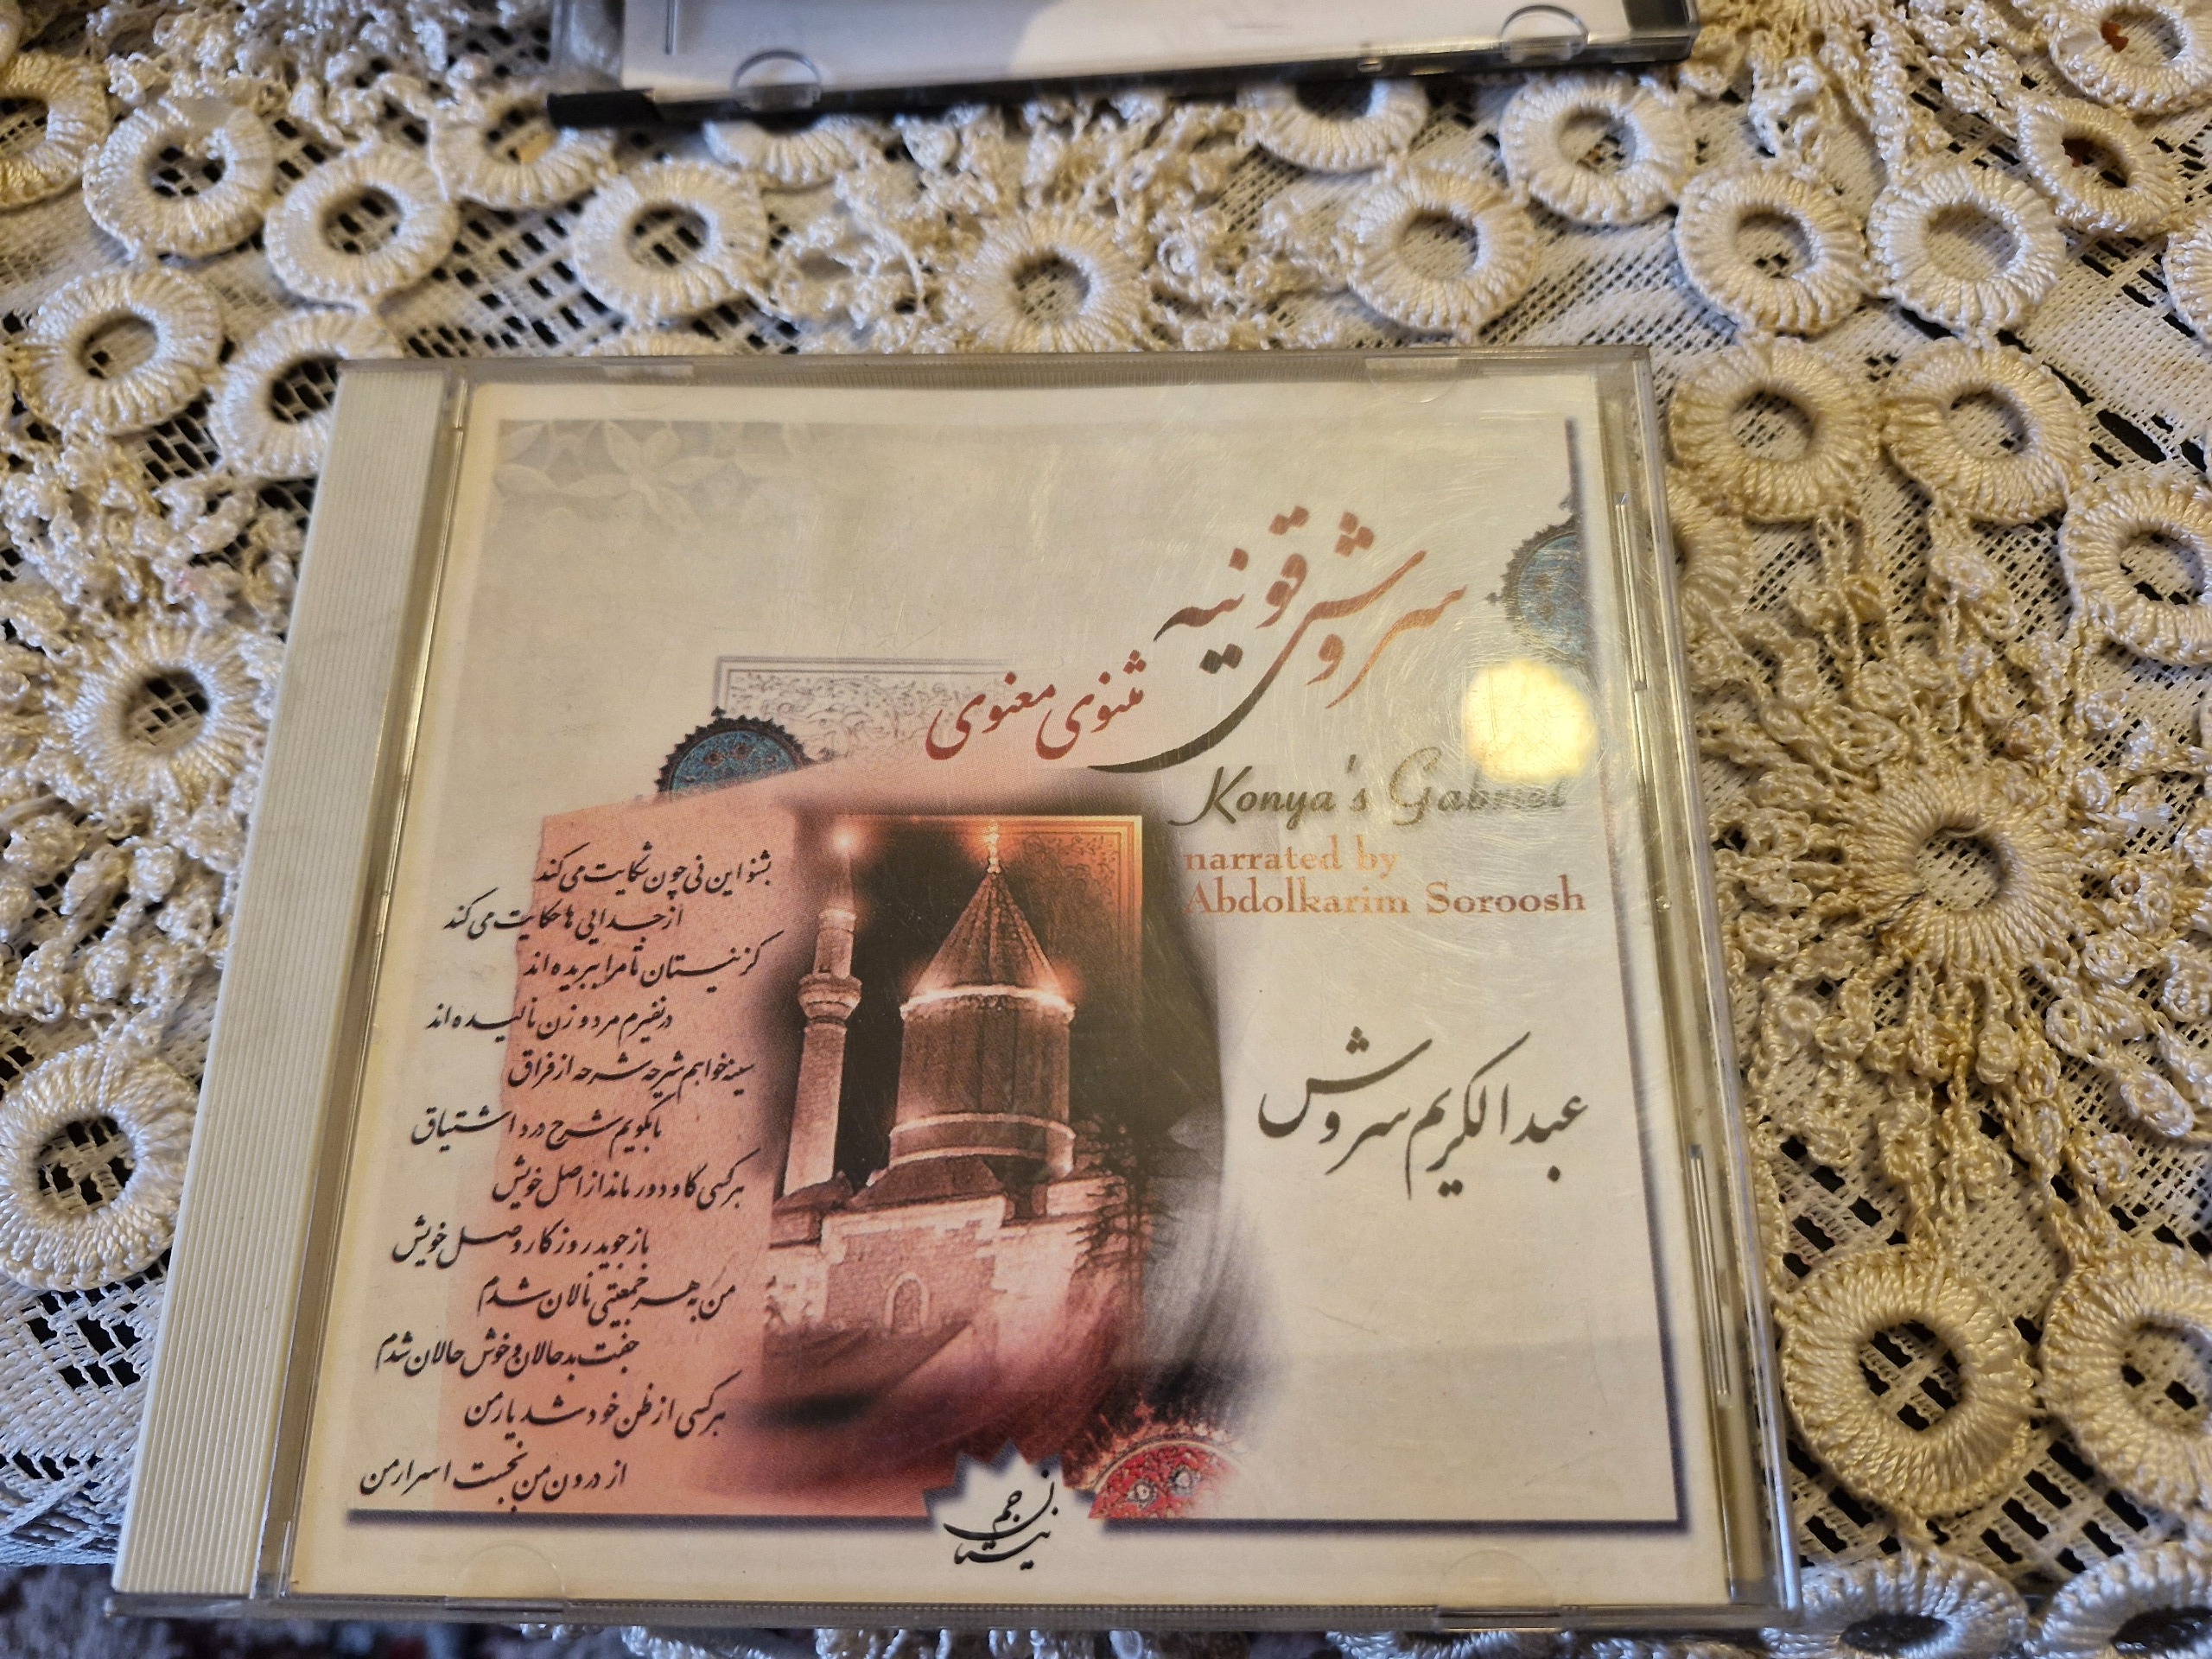 سروش قونیه
مثنوی معنوی
Konya's Gabriel
narrated by
Abdolkarim Soroosh
عبدالکریم سروش
بشنو این نی چون شکایت می کند
از جدایی ها حکایت می کند
کز نیستان تا مرا ببریده اند
در نفیرم مرد و زن نالیده اند
سینه خواهم شرحه شرحه از فراق
تا بگویم شرح درد اشتیاق
هر کسی کاو دور ماند از اصل خویش
باز جوید روزگار وصل خویش
من به هر جمعیتی نالان شدم
جفت بدحالان و خوش حالان شدم
هر کسی از ظن خود شد یار من
از درون من نجست اسرار من
نیستان